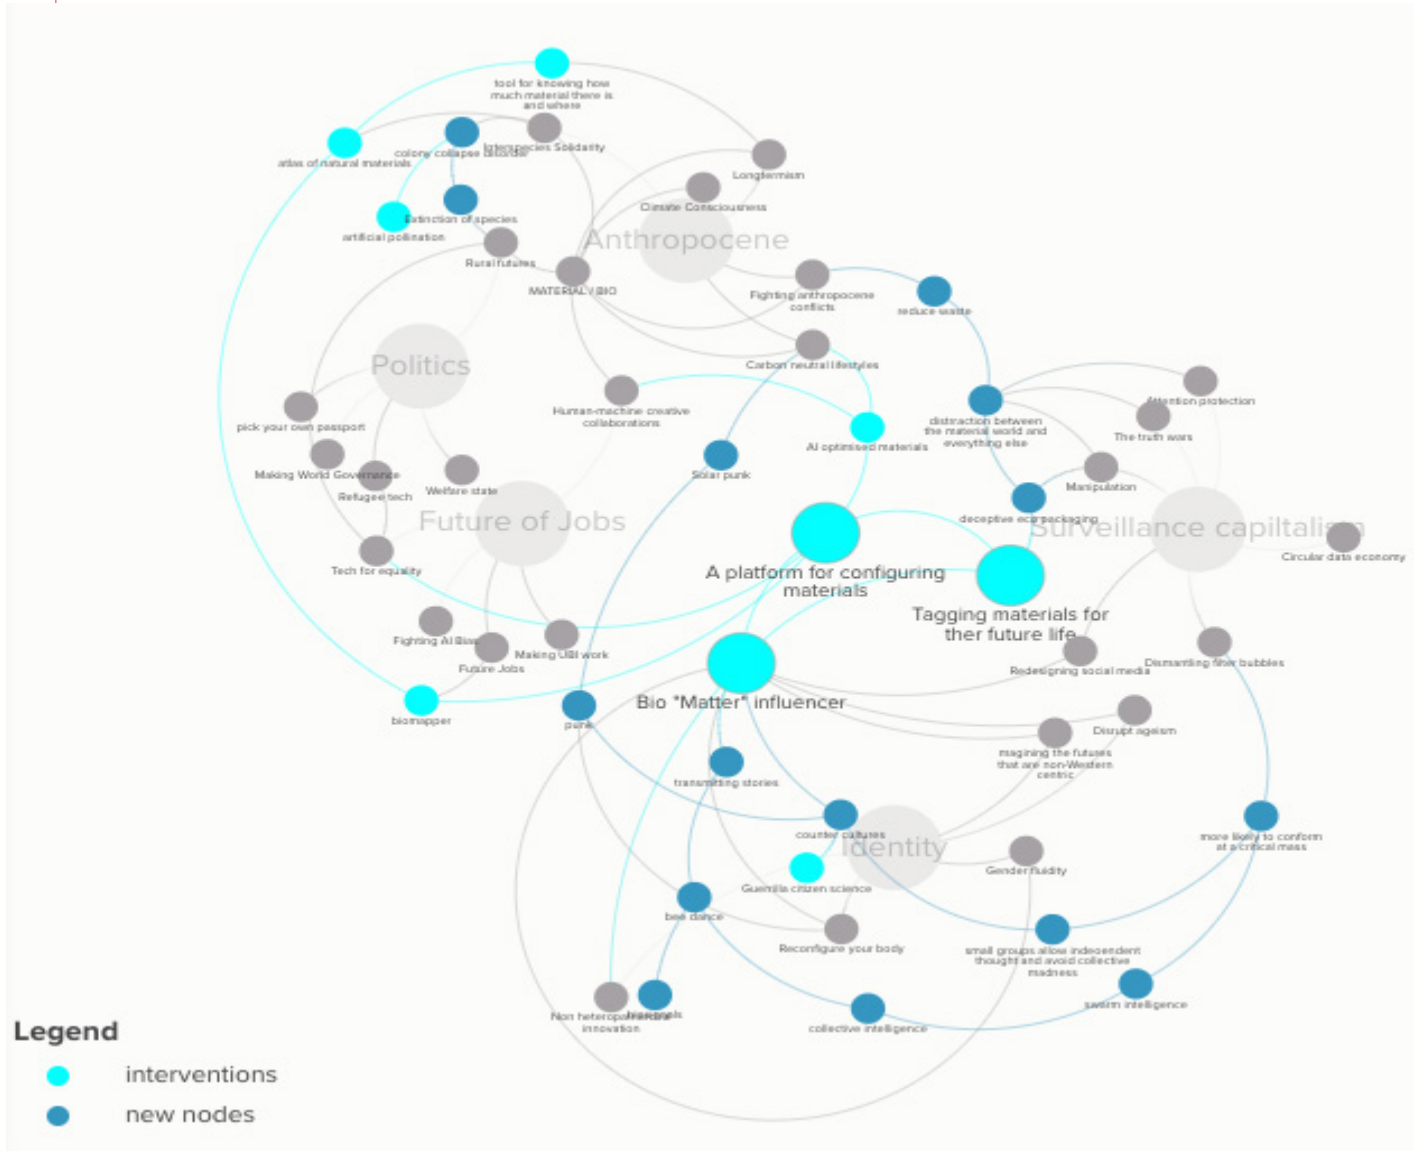 tool for knowing how
much material there is
and where
atlas of natural materials
colony collapse disorder
Interspecies Solidarity
Longtermism
Climate Consciousness
Extinction of species
artificial pollination
Anthropocene
Rural futures
MATERIAL / BIO
Fighting anthropocene
conflicts
reduce waste
Politics
Carbon neutral lifestyles
pick your own passport
Human-machine creative
collaborations
Attention protection
distraction between
the material world and
everything else
The truth wars
AI optimised materials
Making World Governance
Solar punk
Manipulation
Welfare state
Refugee tech
Future of Jobs
deceptive eco packaging
Surveillance capiltalism
Circular data economy
Tech for equality
A platform for configuring
materials
Tagging materials for
ther future life
Fighting AI Bias
Making UBI work
Future Jobs
Redesigning social media
Dismantling filter bubbles
Bio "Matter" influencer
biomapper
punk
Disrupt ageism
magining the futures
that are non-Western
centric
transmitting stories
counter cultures
more likely to conform
at a critical mass
Identity
Gender fluidity
Guerrilla citizen science
bee dance
Reconfigure your body
small groups allow indeoendent
thought and avoid collective
madness
swarm intelligence
Non
innovation
collective intelligence
Legend
interventions
new nodes